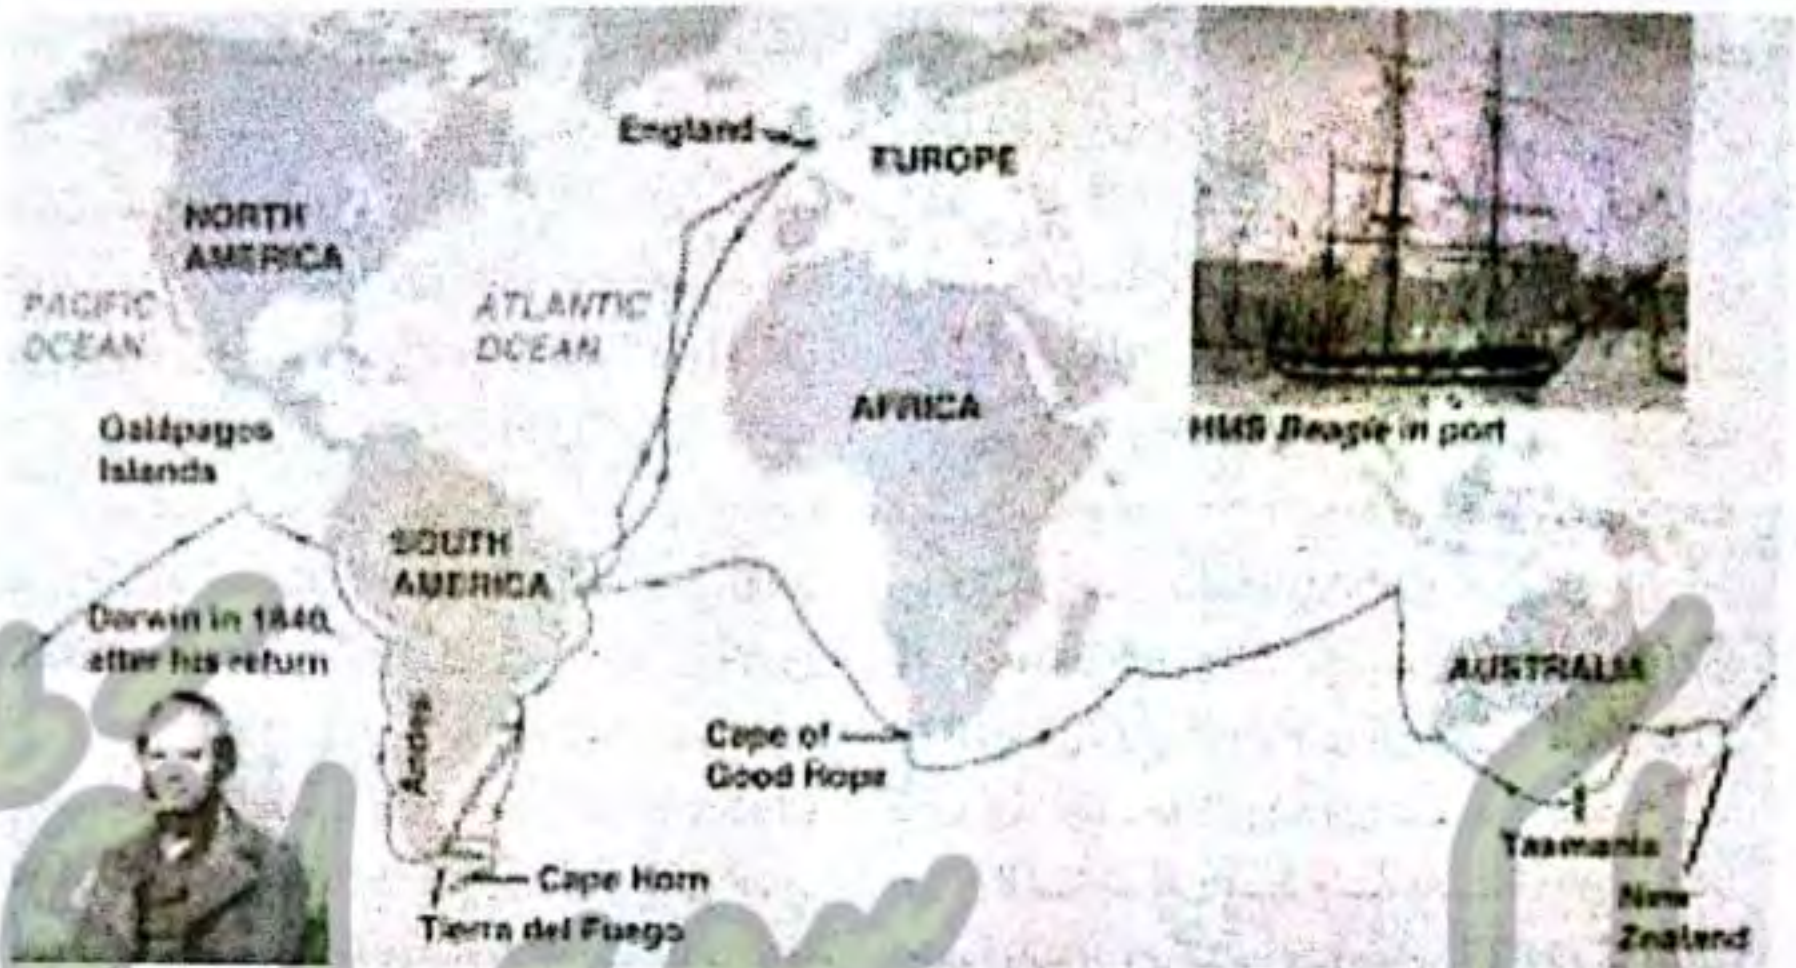 England
EUROPE
NORTH
AMERICA
PACIFIC
OCEAN
ATLANTIC
OCEAN
AFRICA
HMS Beagle in port
Galápagos
Islands
SOUTH
AMERICA
Darwin in 1840,
after his return
AUSTRALIA
Andes
Cape of
Good Hope
Tasmania
Cape Horn
New
Zealand
Tierra del Fuego